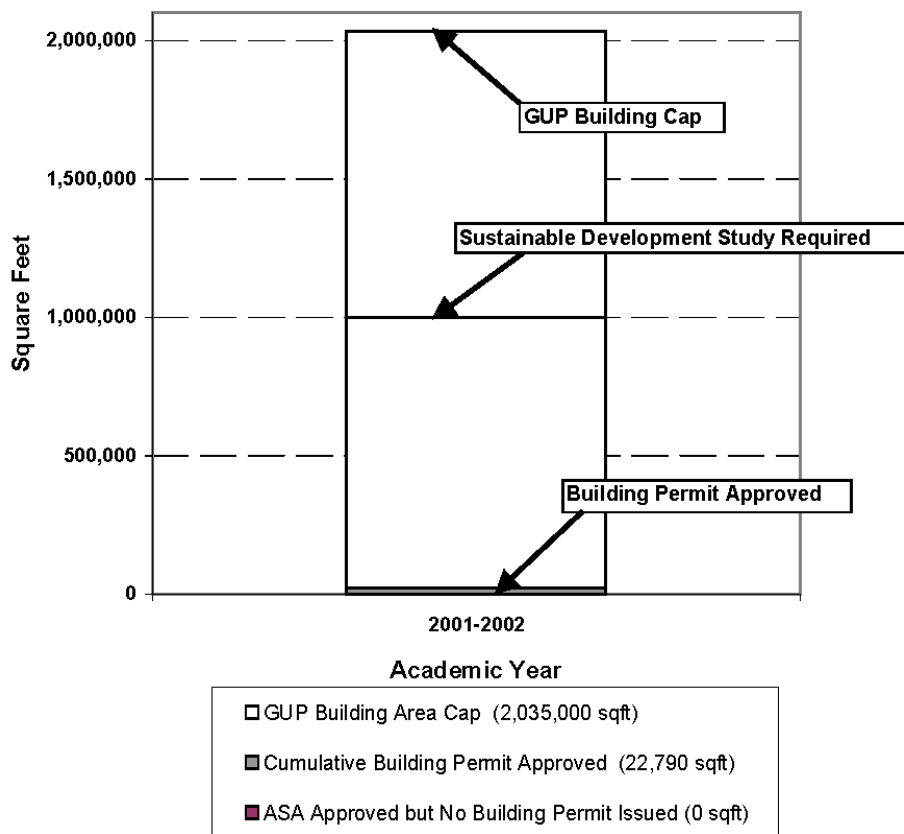 2,000,000
GUP Building Cap
1,500,000
Sustainable Development Study Required
1,000,000
500,000
Building Permit Approved
0
Square Feet
2001-2002
Academic Year
GUP Building Area Cap (2,035,000 sqft)
Cumulative Building Permit Approved (22,790 sqft)
ASA Approved but No Building Permit Issued (0 sqft)